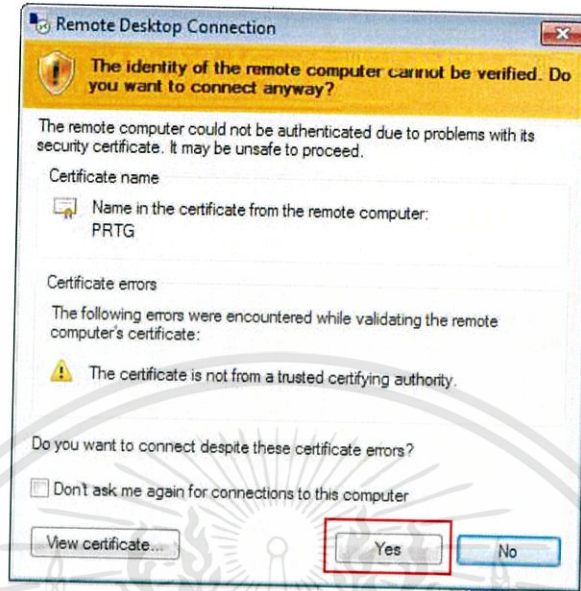 Remote Desktop Connection
The identity of the remote computer cannot be verified. Do
you want to connect anyway?
The remote computer could not be authenticated due to problems with its
security certificate. It may be unsafe to proceed.
Certificate name
Name in the certificate from the remote computer:
PRTG
Certificate errors
The following errors were encountered while validating the remote
computer's certificate:
The certificate is not from a trusted certifying authority.
Do you want to connect despite these certificate errors?
Don't ask me again for connections to this computer
View certificate...
Yes
No